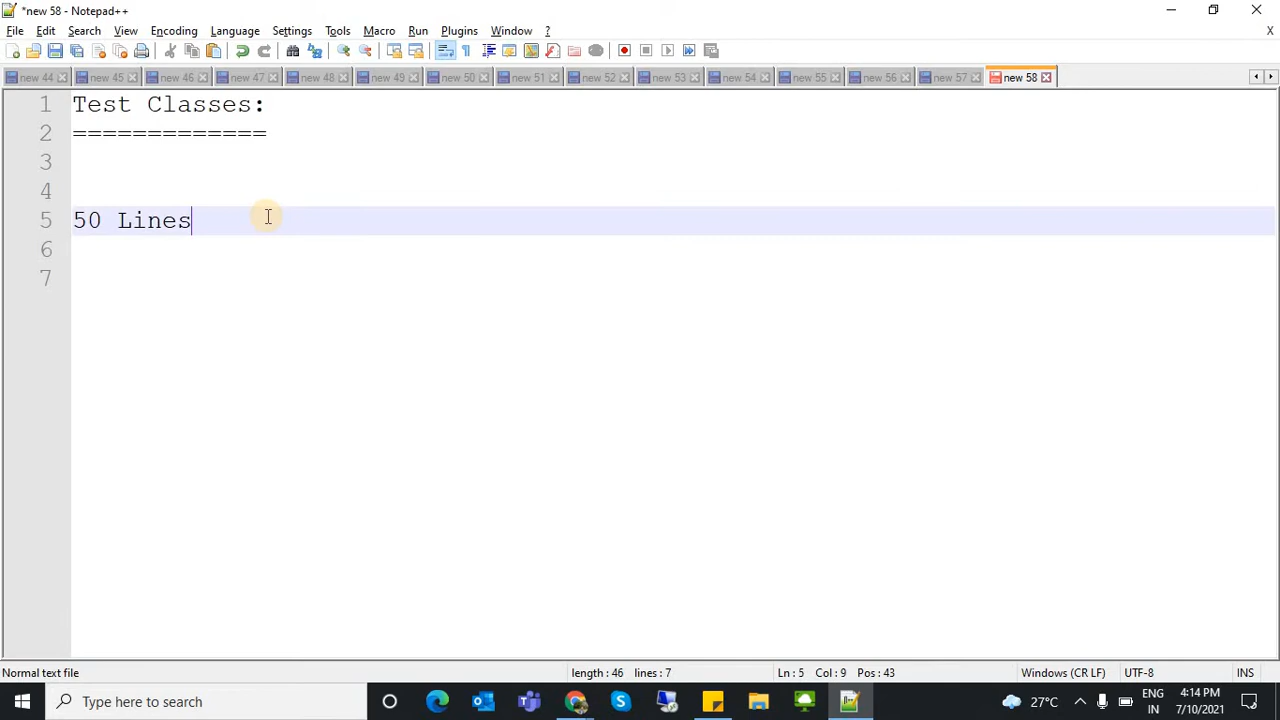 *new 58 - Notepad++
File Edit Search View Encoding Language Settings Tools Macro Run Plugins Window ?
X
new 44 new 45 new 46 new 47 new 48 new 49 new 50 new 51 new 52 new 53 new 54 new 55 new 56 new 57 new 58
1 Test Classes:
2 =============
3
4
5 50 Lines
6
7
Normal text file length : 46 lines : 7 Ln : 5 Col : 9 Pos : 43 Windows (CR LF) UTF-8 INS
Type here to search 27°C ENG IN 4:14 PM 7/10/2021